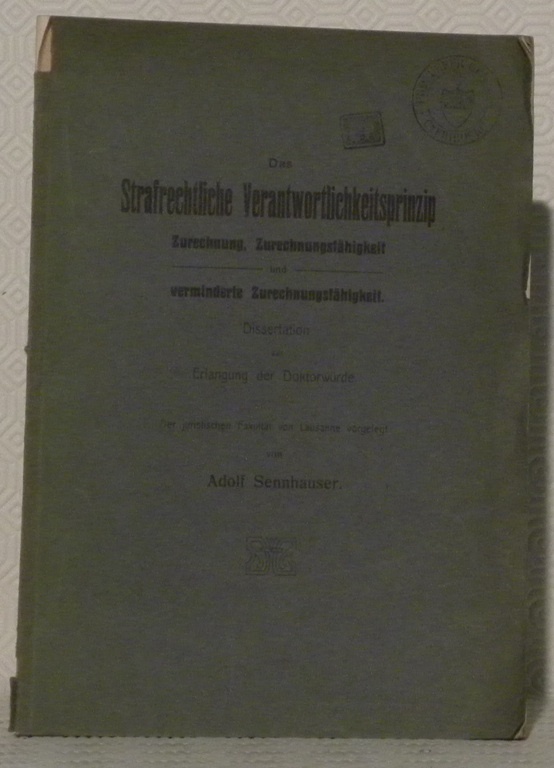 Das
Strafrechtliche Verantwortlichkeitsprinzip
Zurechnung, Zurechnungsfähigkeit
und
verminderte Zurechnungsfähigkeit.
Dissertation
zur
Erlangung der Doktorwürde
Der juristischen Fakultät von Lausanne vorgelegt
von
Adolf Sennhauser.